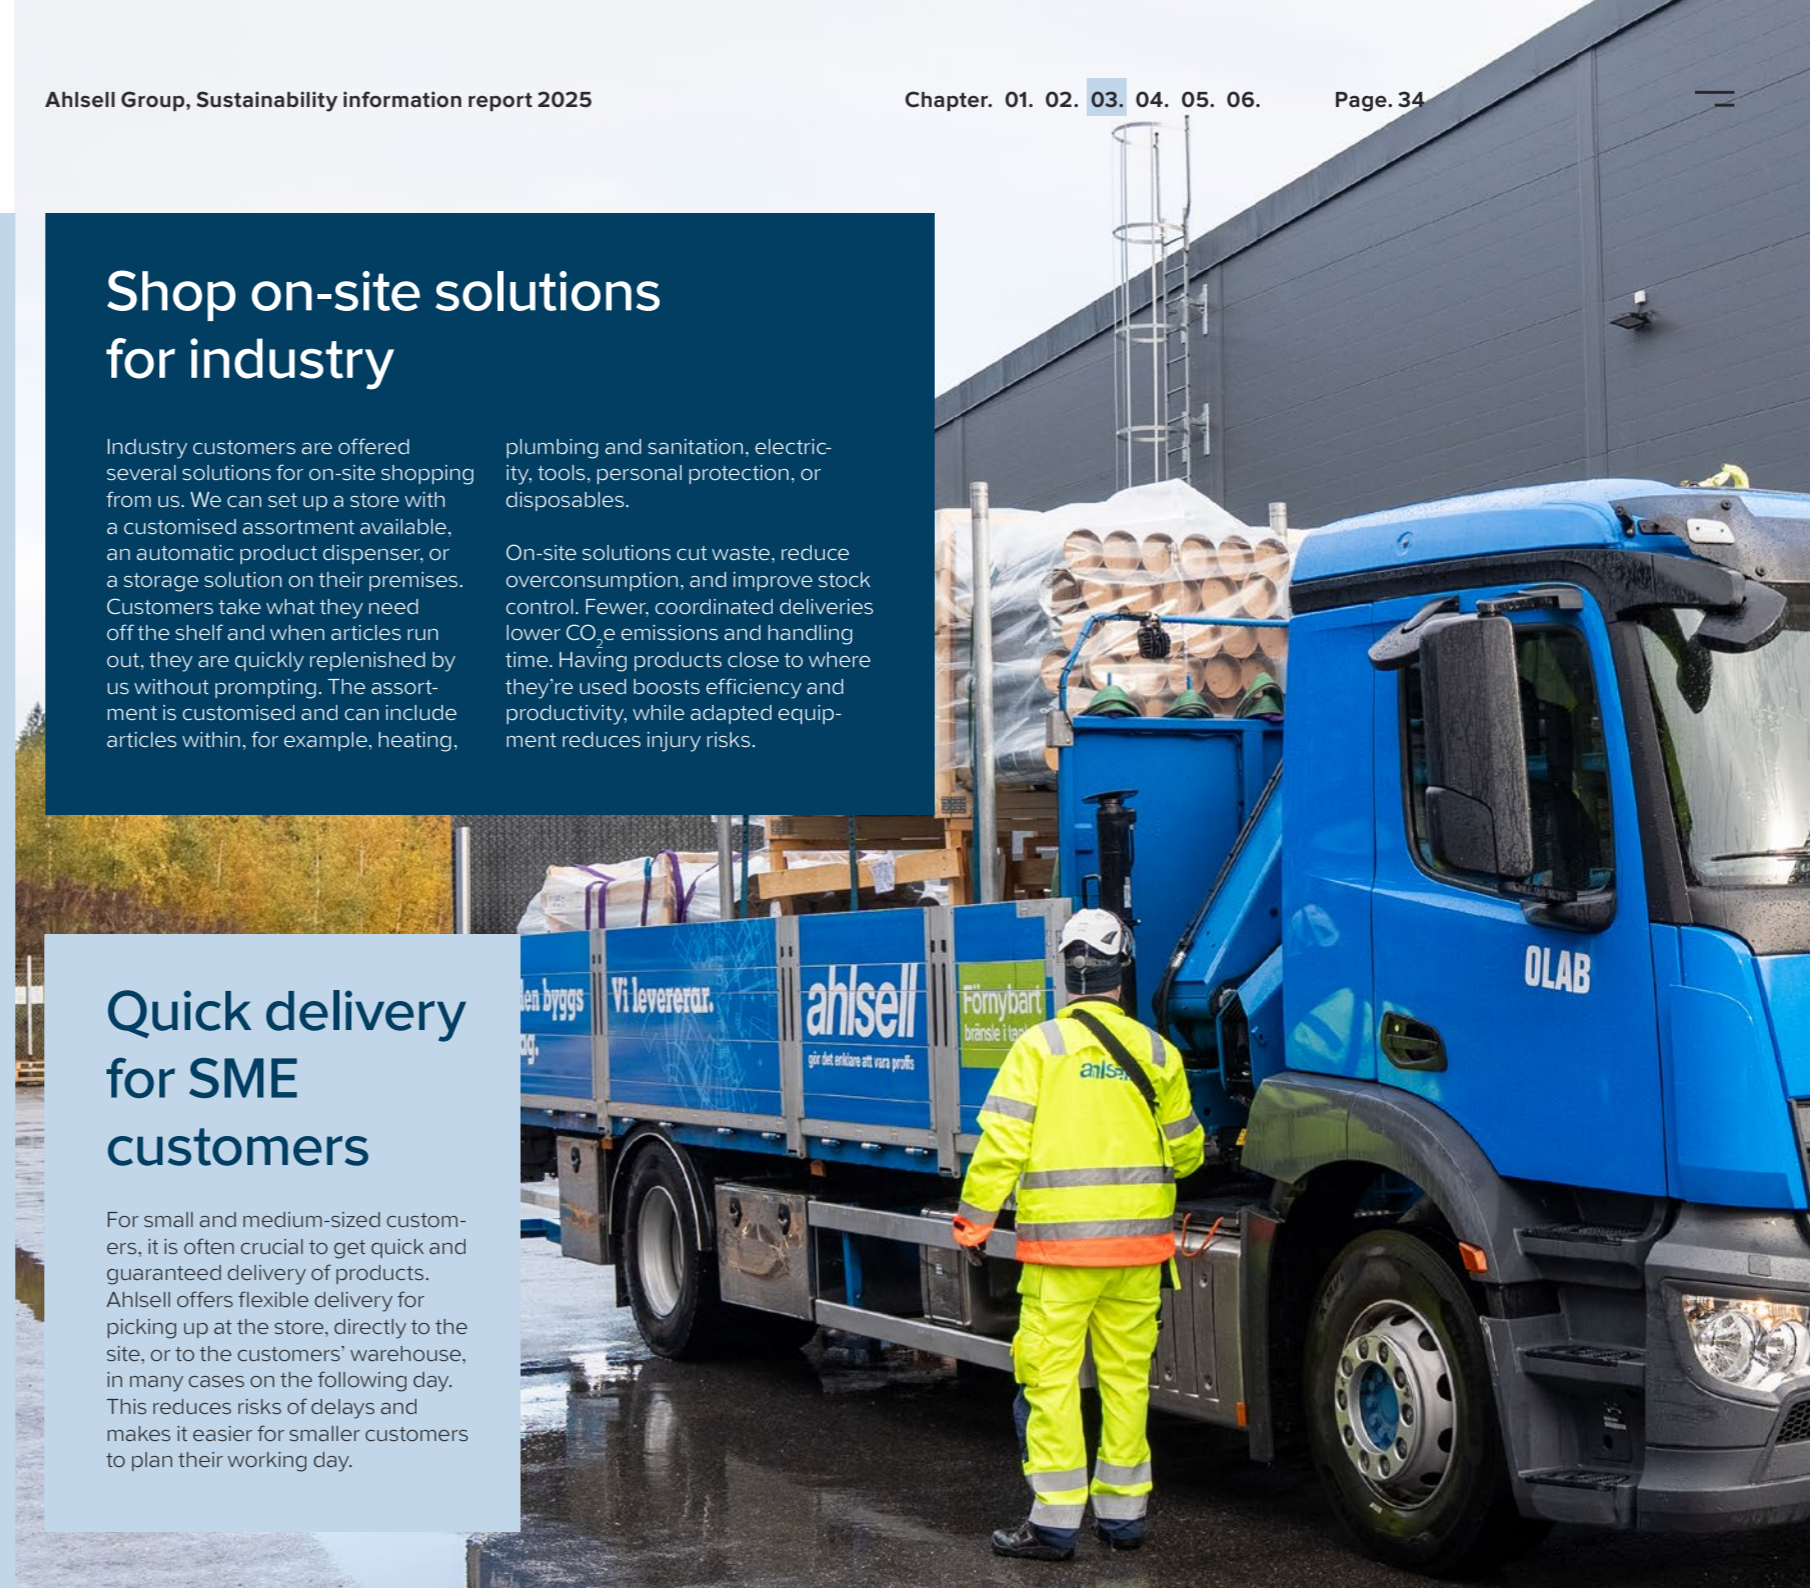 Ahlsell Group, Sustainability information report 2025
Chapter. 01. 02. 03. 04. 05. 06.
Page. 34
Shop on-site solutions
for industry
Industry customers are offered
several solutions for on-site shopping
from us. We can set up a store with
a customised assortment available,
an automatic product dispenser, or
a storage solution on their premises.
Customers take what they need
off the shelf and when articles run
out, they are quickly replenished by
us without prompting. The assort-
ment is customised and can include
articles within, for example, heating,
plumbing and sanitation, electric-
ity, tools, personal protection, or
disposables.
On-site solutions cut waste, reduce
overconsumption, and improve stock
control. Fewer, coordinated deliveries
lower CO₂e emissions and handling
time. Having products close to where
they’re used boosts efficiency and
productivity, while adapted equip-
ment reduces injury risks.
Quick delivery
for SME
customers
For small and medium-sized custom-
ers, it is often crucial to get quick and
guaranteed delivery of products.
Ahlsell offers flexible delivery for
picking up at the store, directly to the
site, or to the customers’ warehouse,
in many cases on the following day.
This reduces risks of delays and
makes it easier for smaller customers
to plan their working day.
byggs
Vi levererar.
ahlsell
gör det enklare att vara proffs
Förnybart
bränsle i
OLAB